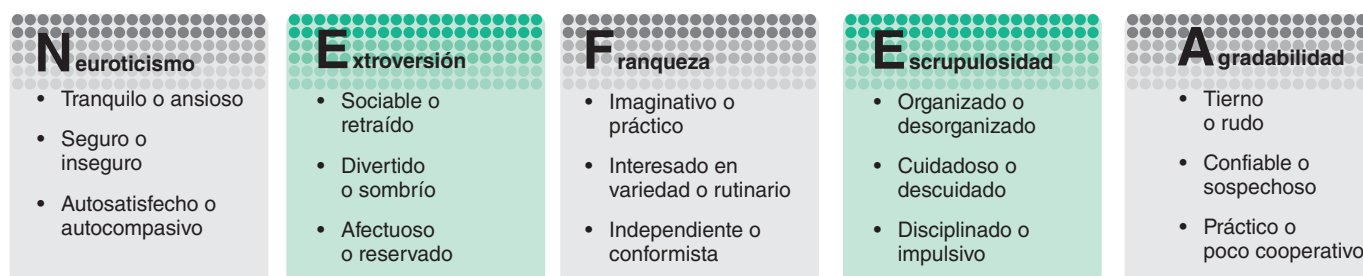 Neuroticismo
• Tranquilo o ansioso
• Seguro o
inseguro
• Autosatisfecho o
autocompasivo
Extroversión
• Sociable o
retraído
• Divertido
o sombrío
• Afectuoso
o reservado
Franqueza
• Imaginativo o
práctico
• Interesado en
variedad o rutinario
• Independiente o
conformista
Escrupulosidad
• Organizado o
desorganizado
• Cuidadoso o
descuidado
• Disciplinado o
impulsivo
Agradabilidad
• Tierno
o rudo
• Confiable o
sospechoso
• Práctico o
poco cooperativo